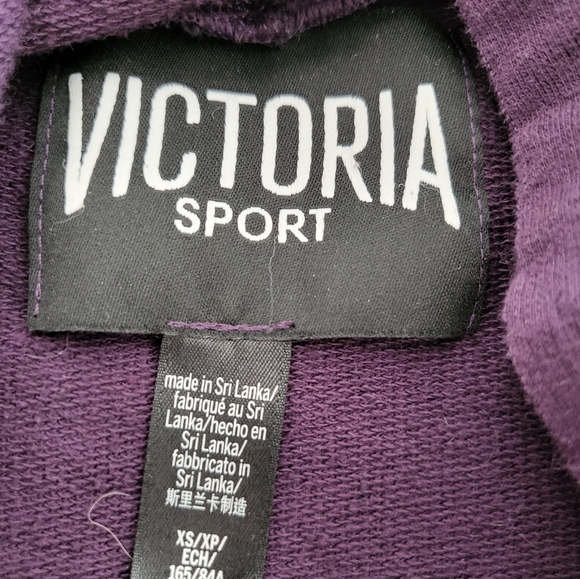 VICTORIA
SPORT
made in Sri Lanka/
fabriqué au Sri
Lanka/hecho en
Sri Lanka/
fabbricato in
Sri Lanka/
斯里兰卡制造
XS/XP/
ECH/
165/84A